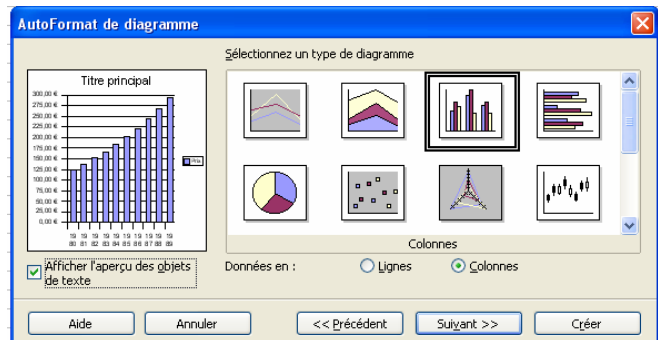 AutoFormat de diagramme
Sélectionnez un type de diagramme
Titre principal
300,00 €
275,00 €
250,00 €
225,00 €
200,00 €
175,00 €
150,00 €
125,00 €
100,00 €
75,00 €
50,00 €
25,00 €
0,00 €
Prix
19 19 19 19 19 19 19 19 19 19
80 81 82 83 84 85 86 87 88 89
Colonnes
Afficher l'aperçu des objets
de texte
Données en :
Lignes
Colonnes
Aide
Annuler
<< Précédent
Suivant >>
Créer